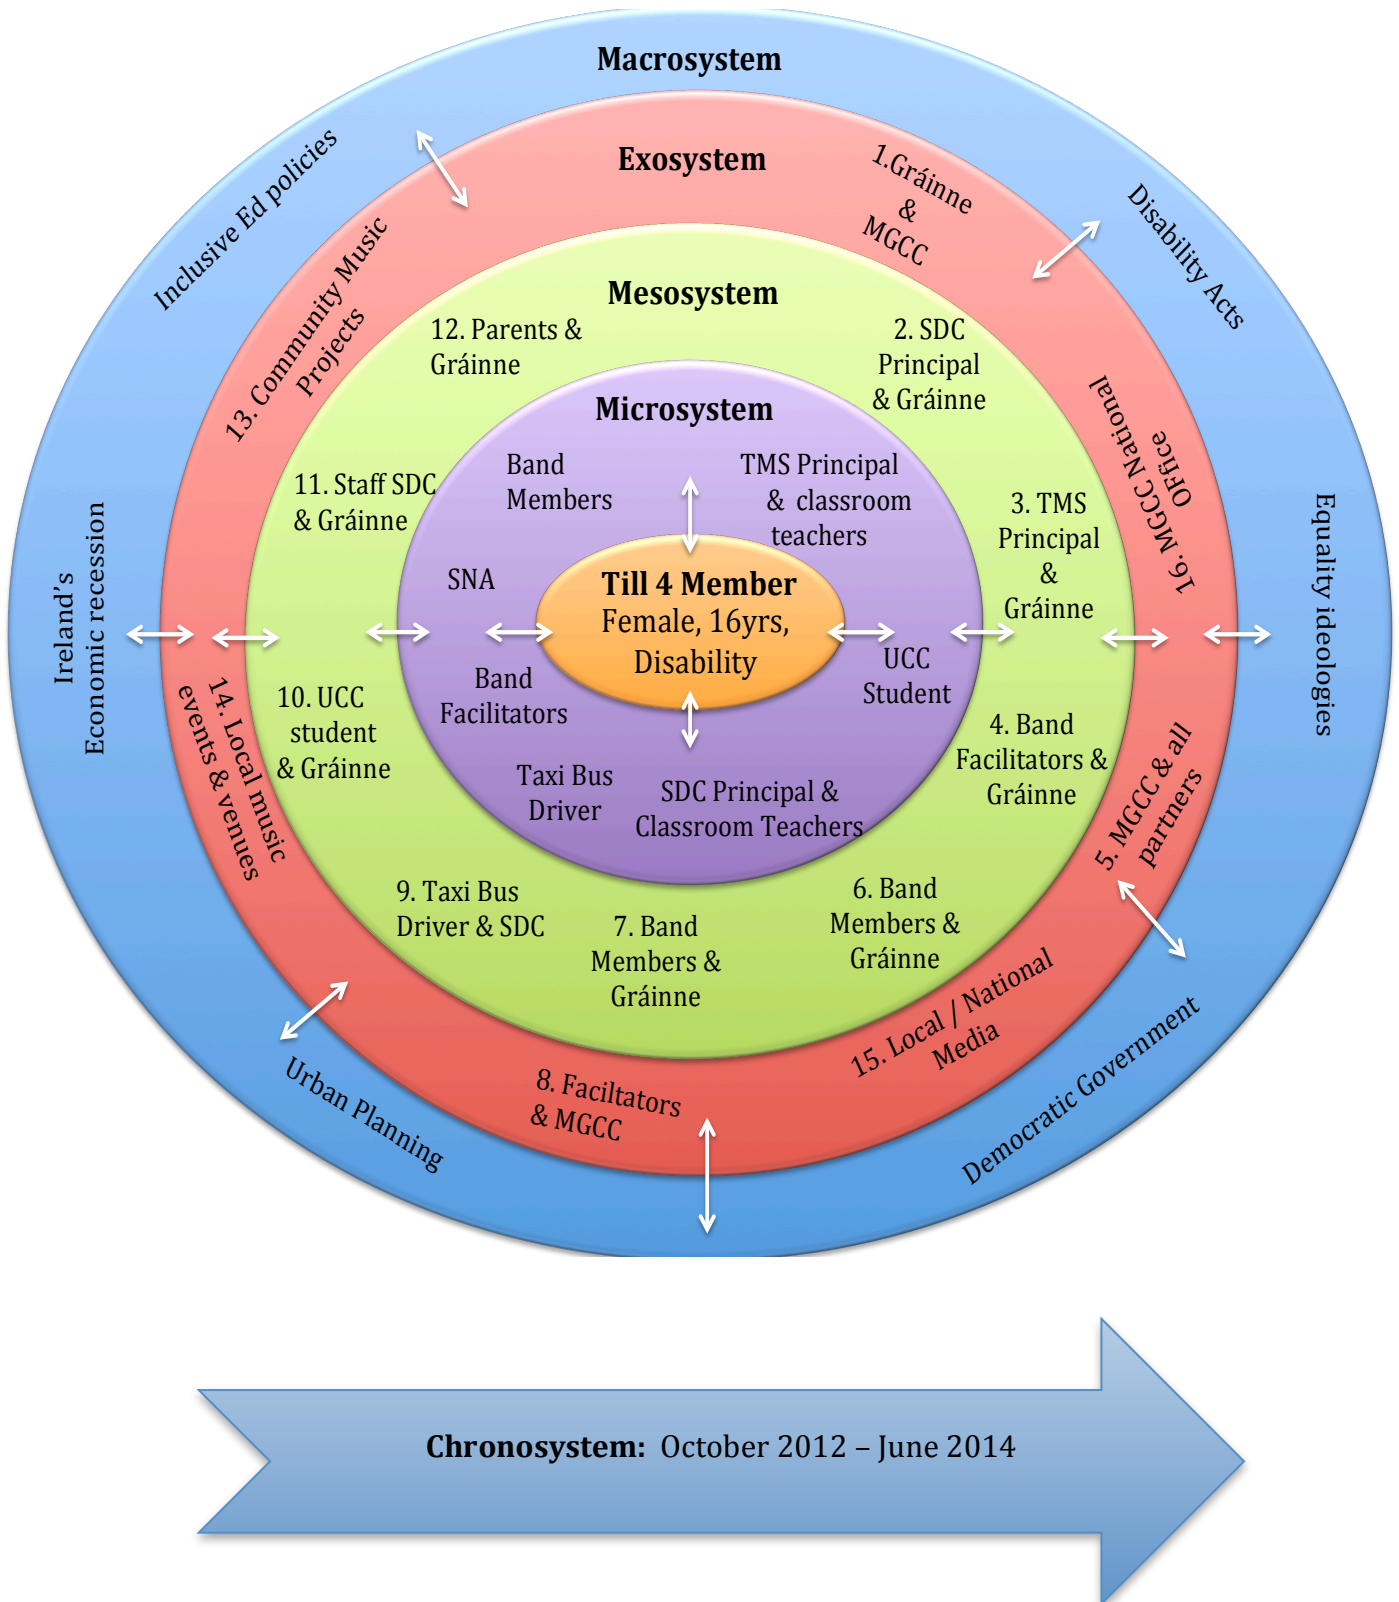 Macrosystem
Inclusive Ed policies
Disability Acts
Equality ideologies
Democratic Government
Urban Planning
Ireland's
Economic recession
Exosystem
1.Gráinne
&
MGCC
16. MGCC National
Office
5. MGCC & all
partners
15. Local / National
Media
8. Faciltators
& MGCC
14. Local music
events & venues
13. Community Music
Projects
Mesosystem
12. Parents &
Gráinne
2. SDC
Principal
& Gráinne
3. TMS
Principal
&
Gráinne
4. Band
Facilitators &
Gráinne
6. Band
Members &
Gráinne
7. Band
Members &
Gráinne
9. Taxi Bus
Driver & SDC
10. UCC
student
& Gráinne
11. Staff SDC
& Gráinne
Microsystem
Band
Members
TMS Principal
& classroom
teachers
SNA
UCC
Student
Band
Facilitators
Taxi Bus
Driver
SDC Principal &
Classroom Teachers
Till 4 Member
Female, 16yrs,
Disability
Chronosystem: October 2012 – June 2014